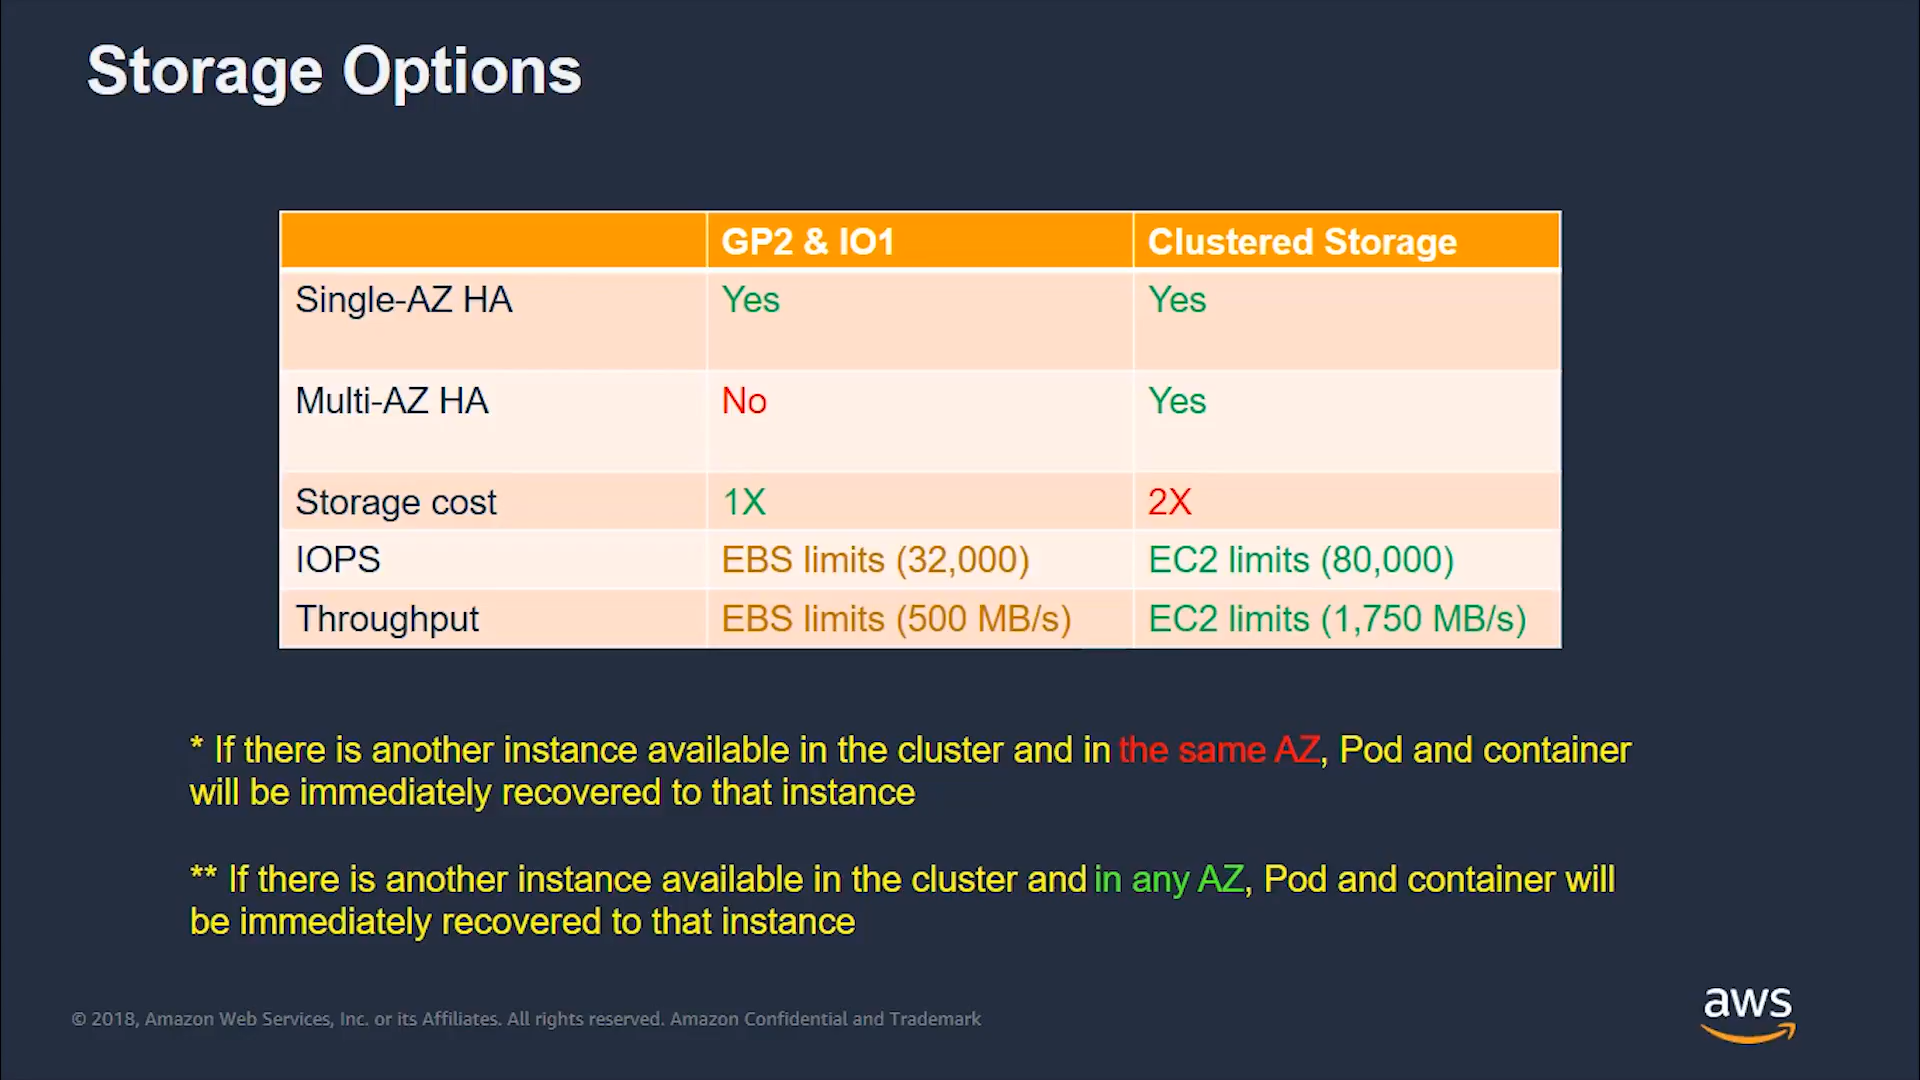 Storage Options
GP2 & IO1 Clustered Storage
Single-AZ HA Yes Yes
Multi-AZ HA No Yes
Storage cost 1X 2X
IOPS EBS limits (32,000) EC2 limits (80,000)
Throughput EBS limits (500 MB/s) EC2 limits (1,750 MB/s)
* If there is another instance available in the cluster and in the same AZ, Pod and container
will be immediately recovered to that instance
** If there is another instance available in the cluster and in any AZ, Pod and container will
be immediately recovered to that instance
© 2018, Amazon Web Services, Inc. or its Affiliates. All rights reserved. Amazon Confidential and Trademark
aws